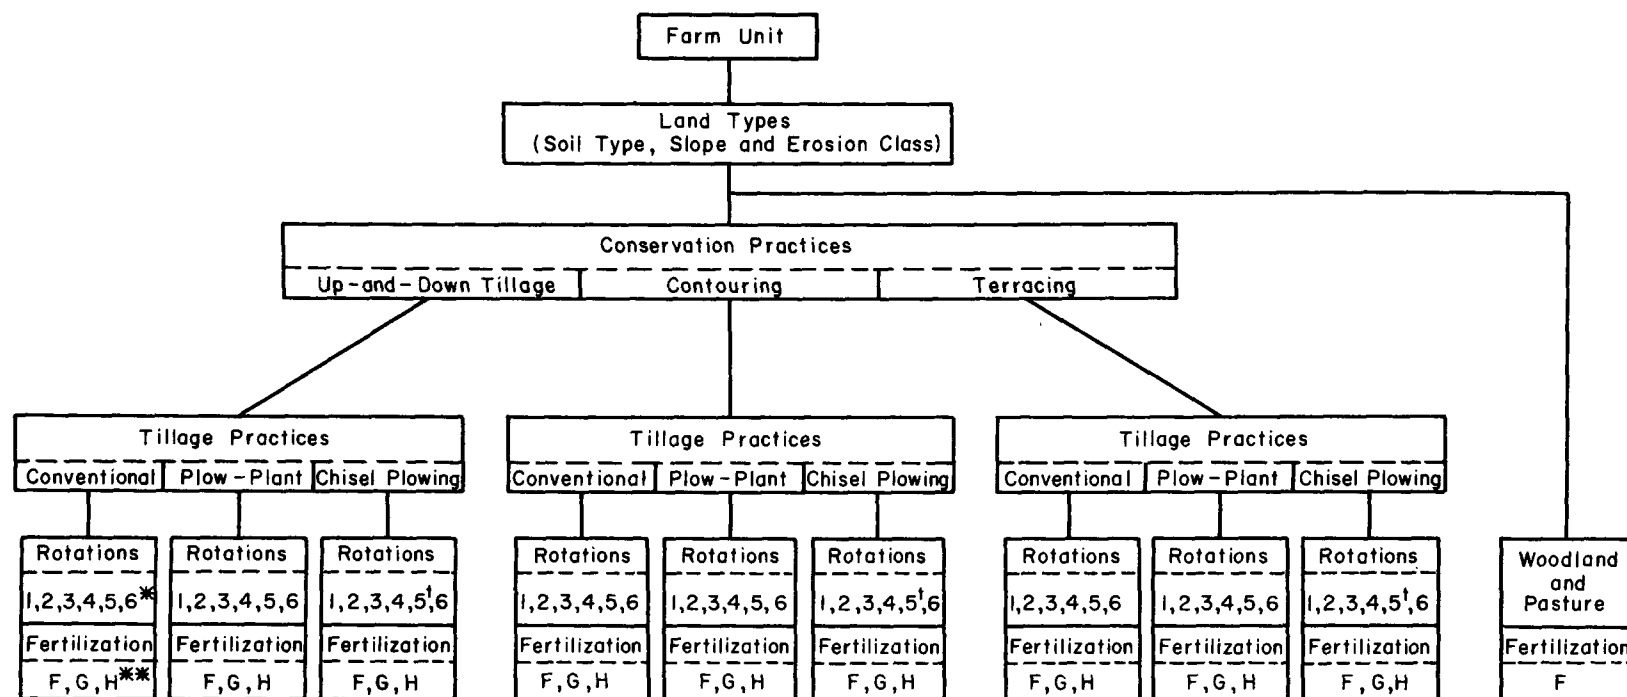 Farm Unit
Land Types
(Soil Type, Slope and Erosion Class)
Conservation Practices
Up-and-Down Tillage Contouring Terracing
Tillage Practices Tillage Practices Tillage Practices
Conventional Plow-Plant Chisel Plowing Conventional Plow-Plant Chisel Plowing Conventional Plow-Plant Chisel Plowing
Rotations Rotations Rotations Rotations Rotations Rotations Rotations Rotations Rotations Woodland
and
1,2,3,4,5,6* 1,2,3,4,5,6 1,2,3,4,5†,6 1,2,3,4,5,6 1,2,3,4,5,6 1,2,3,4,5†,6 1,2,3,4,5,6 1,2,3,4,5,6 1,2,3,4,5†,6 Pasture
Fertilization Fertilization Fertilization Fertilization Fertilization Fertilization Fertilization Fertilization Fertilization Fertilization
F,G,H** F,G,H F,G,H F,G,H F,G,H F,G,H F,G,H F,G,H F,G,H F